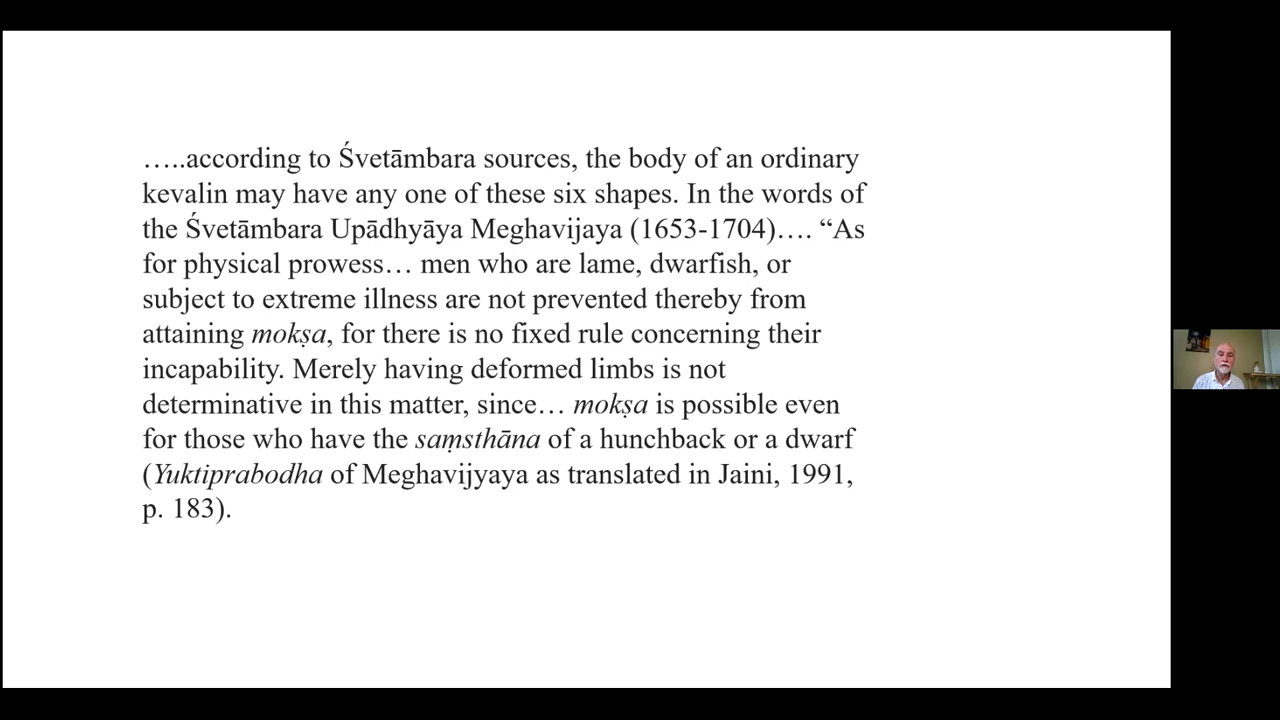 …..according to Śvetāmbara sources, the body of an ordinary
kevalin may have any one of these six shapes. In the words of
the Śvetāmbara Upādhyāya Meghavijaya (1653-1704)…. “As
for physical prowess… men who are lame, dwarfish, or
subject to extreme illness are not prevented thereby from
attaining mokṣa, for there is no fixed rule concerning their
incapability. Merely having deformed limbs is not
determinative in this matter, since… mokṣa is possible even
for those who have the saṃsthāna of a hunchback or a dwarf
(Yuktiprabodha of Meghavijyaya as translated in Jaini, 1991,
p. 183).